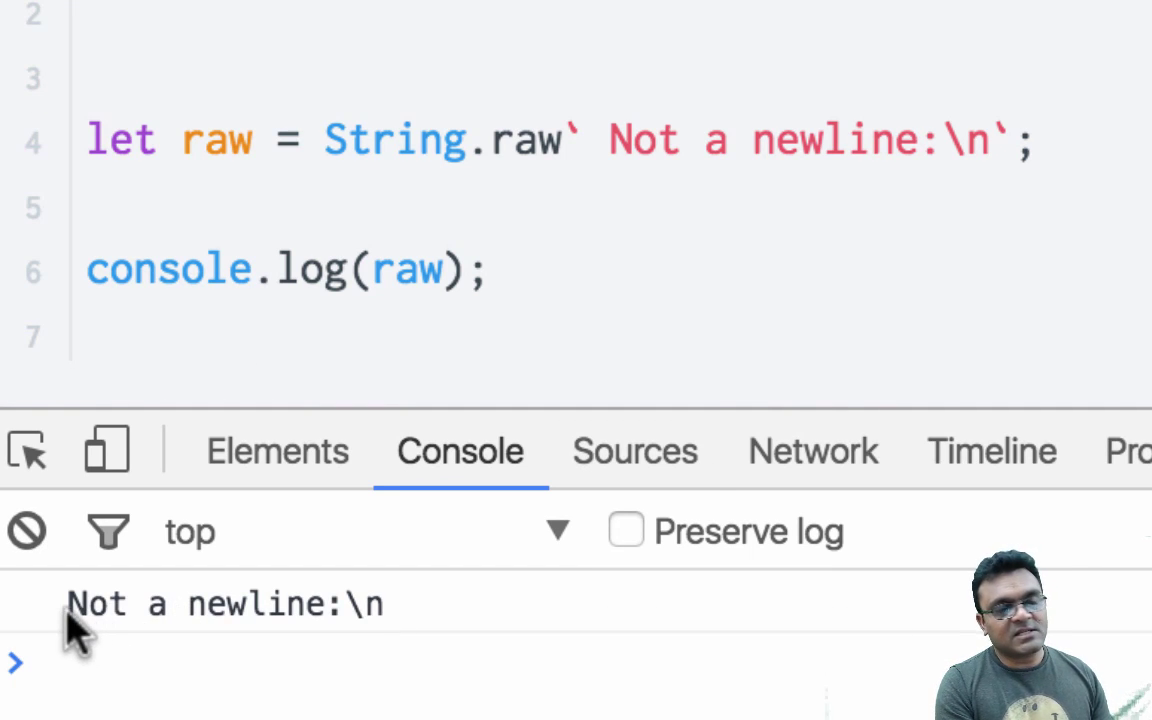 2
3
4 let raw = String.raw` Not a newline:\n`;
5
6 console.log(raw);
7
Elements Console Sources Network Timeline Pro
top Preserve log
Not a newline:\n
>